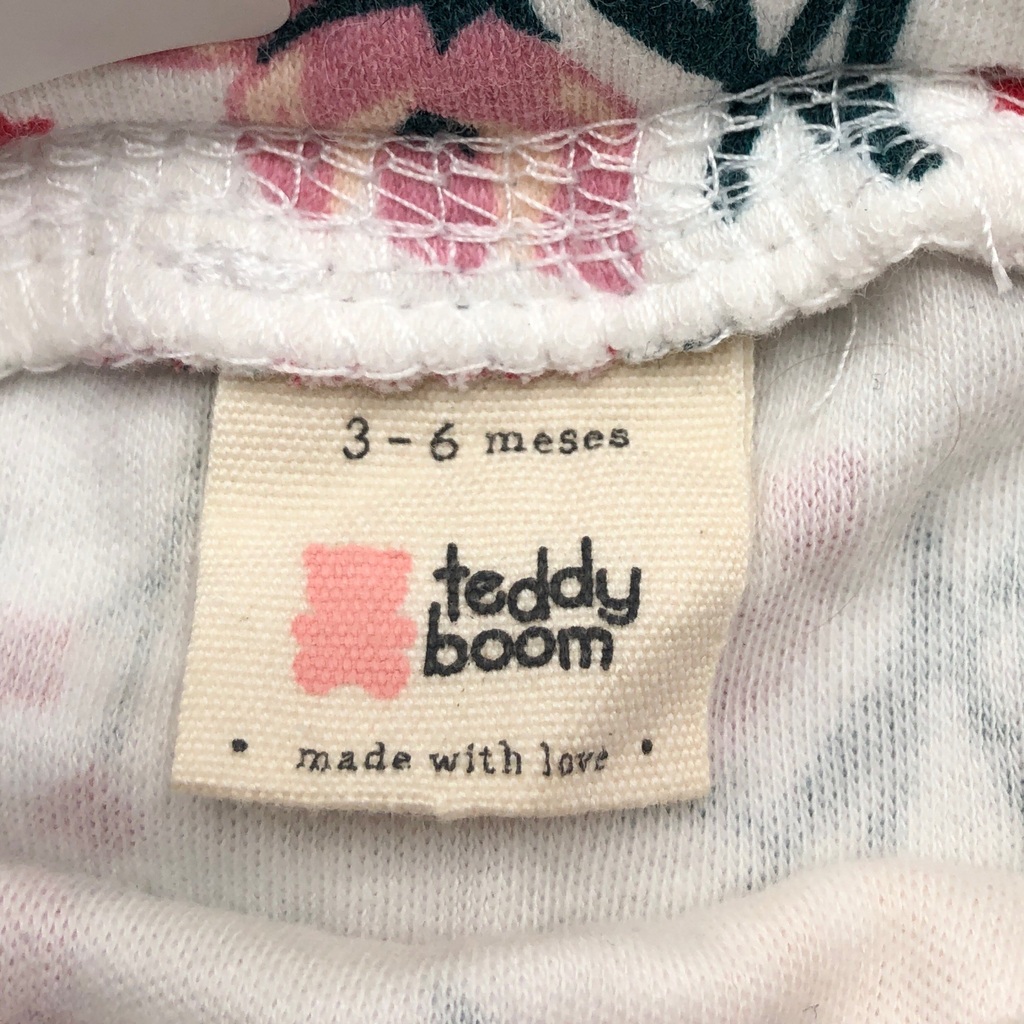 3 - 6 meses
teddy
boom
• made with love •